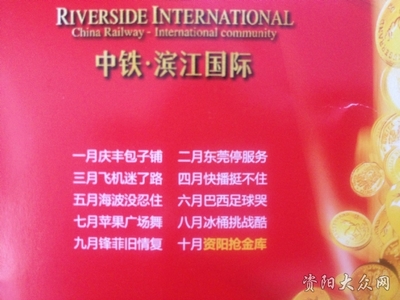 RIVERSIDE INTERNATIONAL
China Railway - International community
中铁·滨江国际
一月庆丰包子铺 二月东莞停服务
三月飞机迷了路 四月快播挺不住
五月海波没忍住 六月巴西足球哭
七月苹果广场舞 八月冰桶挑战酷
九月锋菲旧情复 十月资阳抢金库
资阳大众网